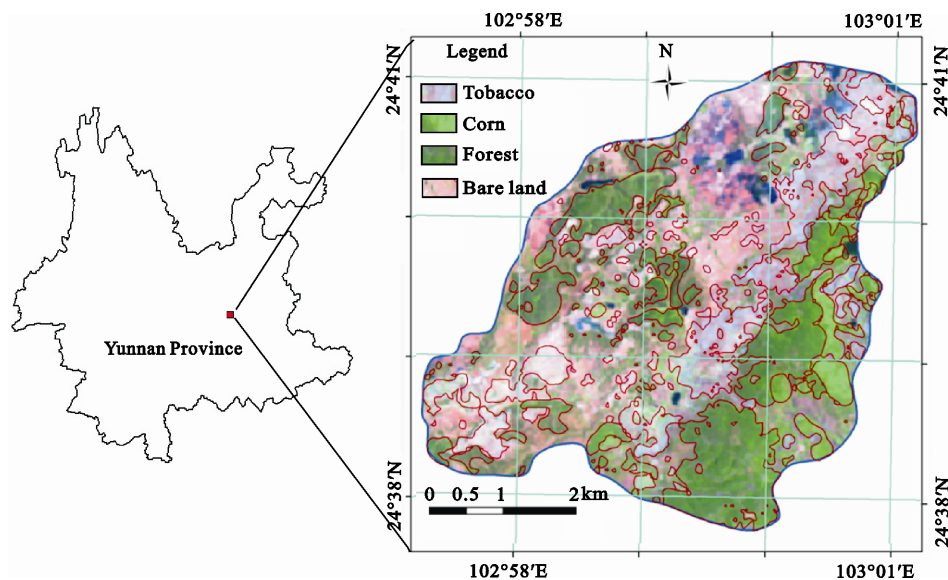 102°58′E
103°01′E
24°41′N
24°41′N
Legend
N
Tobacco
Corn
Forest
Bare land
Yunnan Province
0 0.5 1 2km
24°38′N
24°38′N
102°58′E
103°01′E